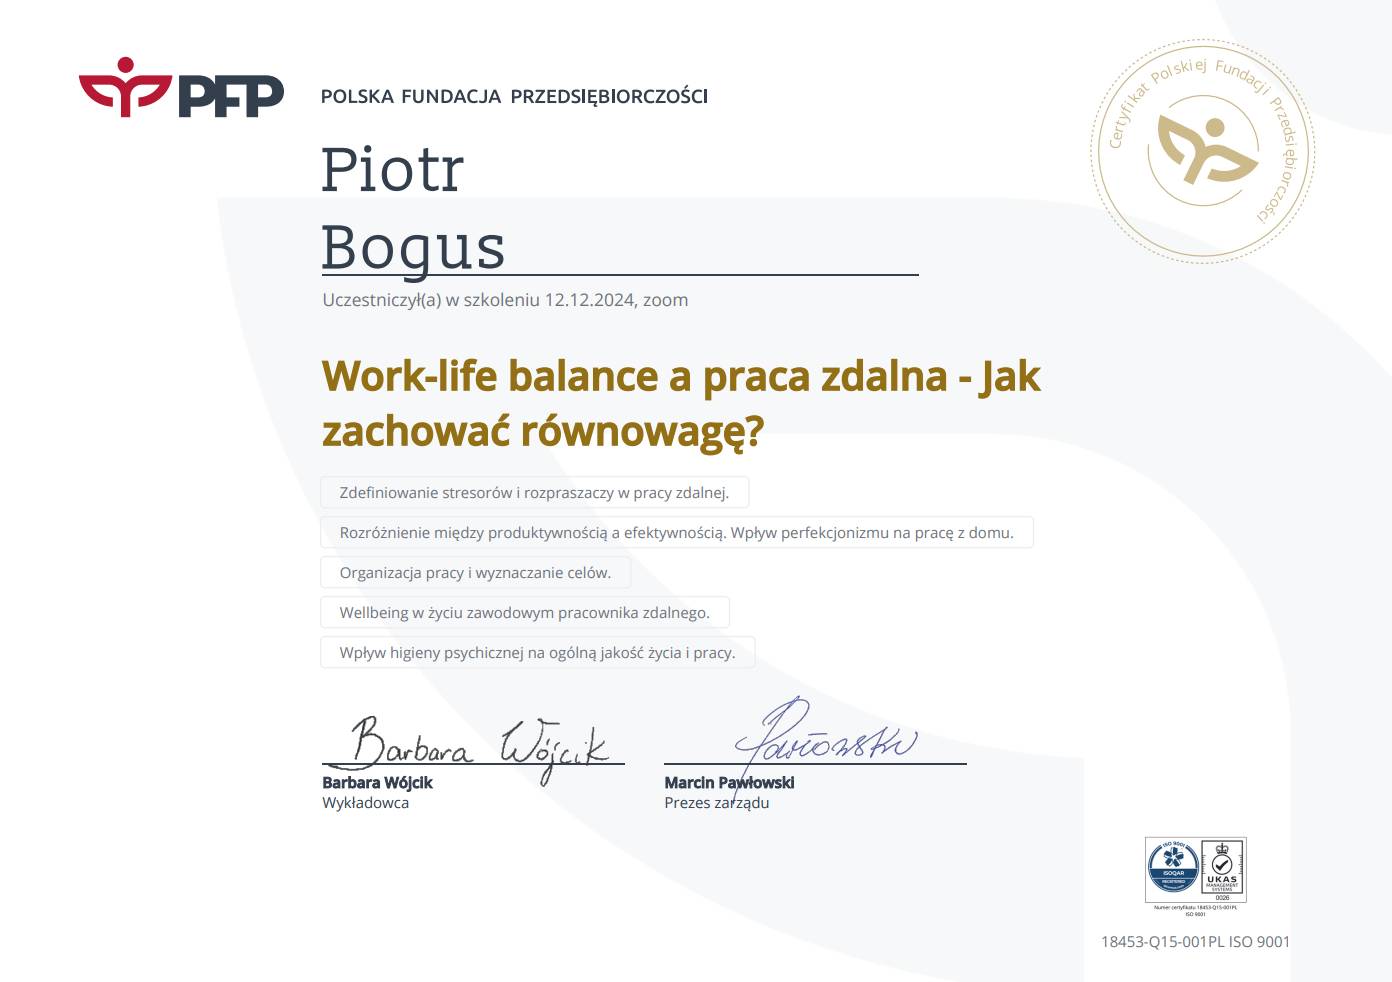 PFP
POLSKA FUNDACJA PRZEDSIĘBIORCZOŚCI
Certyfikat Polskiej Fundacji Przedsiębiorczości
Piotr
Bogus
Uczestniczył(a) w szkoleniu 12.12.2024, zoom
Work-life balance a praca zdalna - Jak
zachować równowagę?
Zdefiniowanie stresorów i rozpraszaczy w pracy zdalnej.
Rozróżnienie między produktywnością a efektywnością. Wpływ perfekcjonizmu na pracę z domu.
Organizacja pracy i wyznaczanie celów.
Wellbeing w życiu zawodowym pracownika zdalnego.
Wpływ higieny psychicznej na ogólną jakość życia i pracy.
Barbara Wójcik
Pawłowski
Barbara Wójcik
Marcin Pawłowski
Wykładowca
Prezes zarządu
ISO 9001
ISOQAR
REGISTERED
UKAS
MANAGEMENT
SYSTEMS
0026
Numer certyfikatu 18453-Q15-001PL
ISO 9001
18453-Q15-001PL ISO 9001